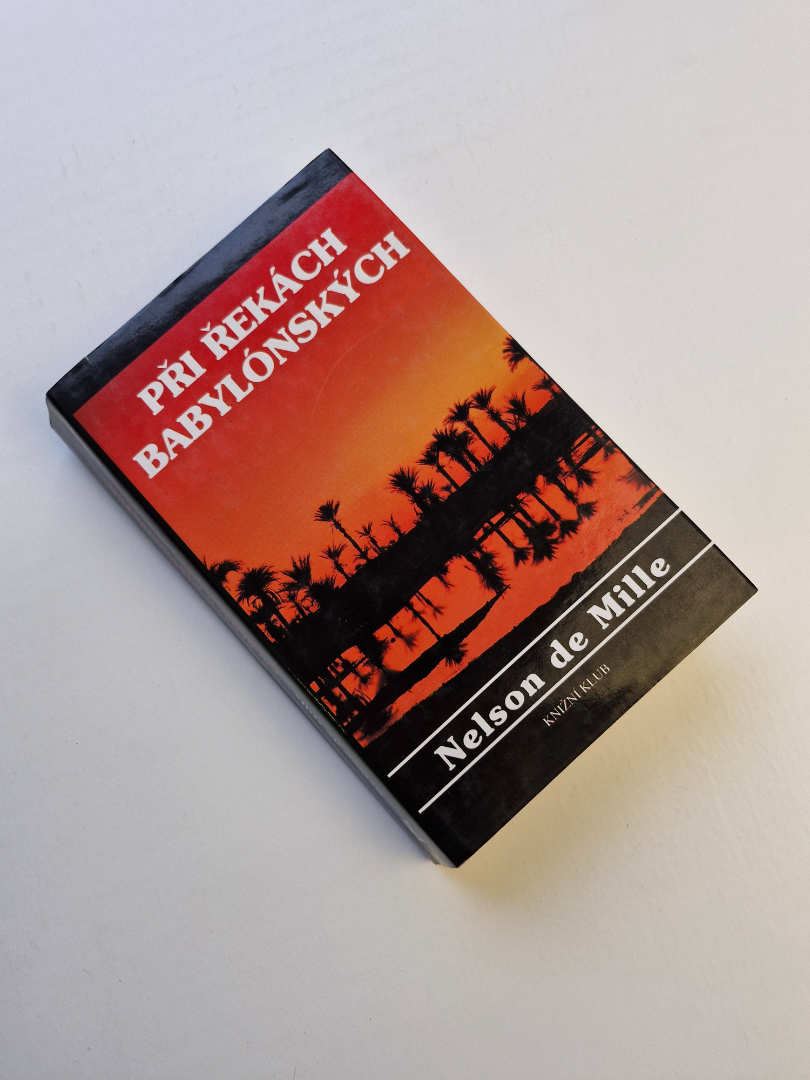 PŘI ŘEKÁCH
BABYLÓNSKÝCH
Nelson de Mille
KNIŽNÍ KLUB